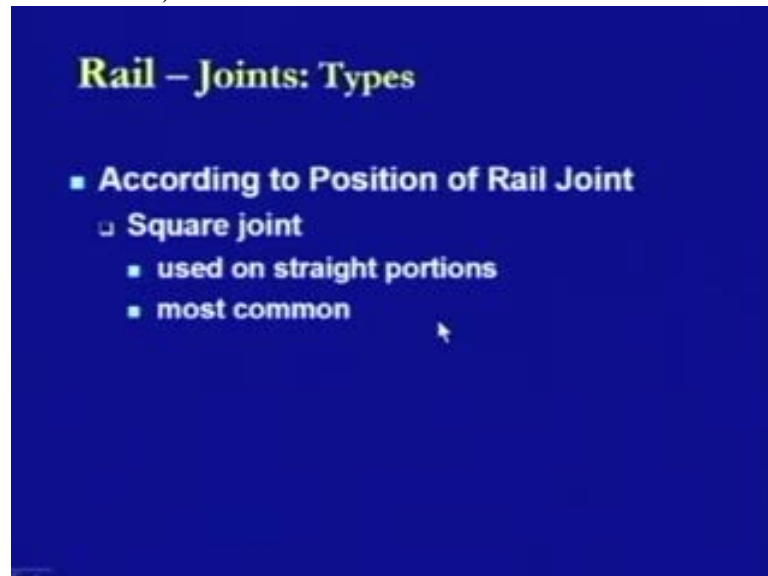 Rail – Joints: Types
According to Position of Rail Joint
Square joint
used on straight portions
most common